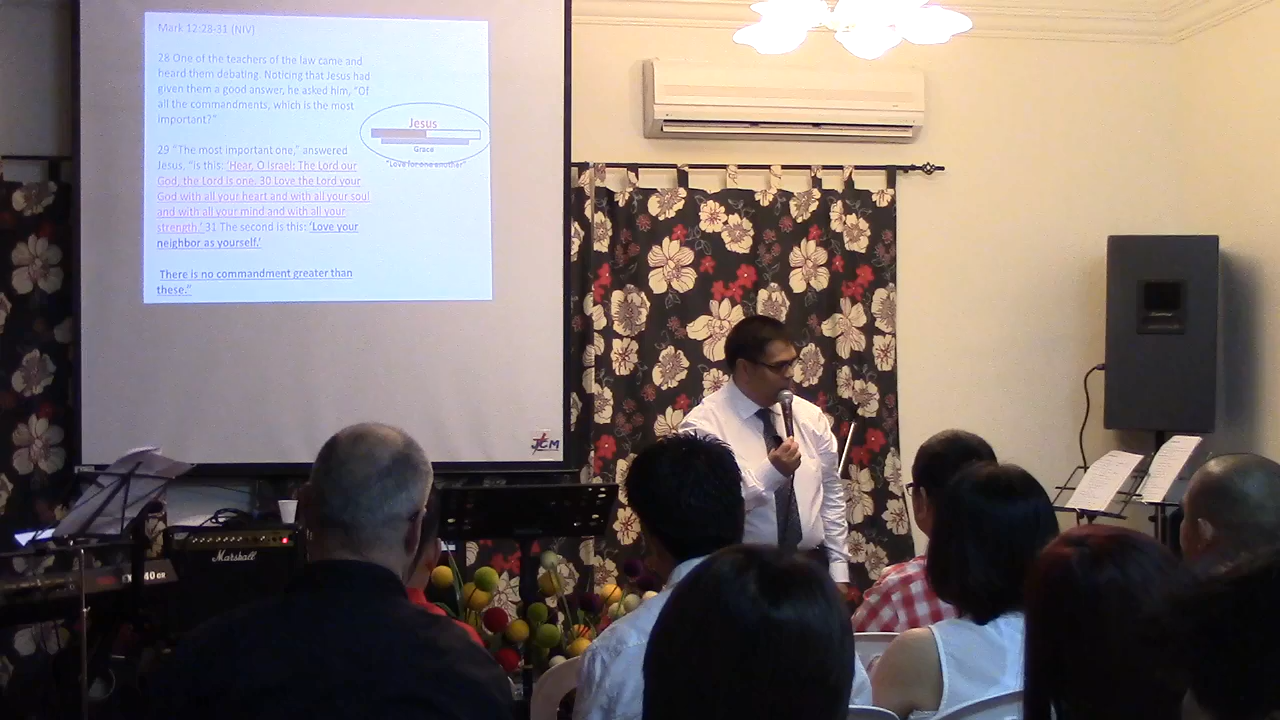 Mark 12:28-31 (NIV)
28 One of the teachers of the law came and
heard them debating. Noticing that Jesus had
given them a good answer, he asked him, "Of
all the commandments, which is the most
important?"
29 "The most important one," answered
Jesus, "is this: 'Hear, O Israel: The Lord our
God, the Lord is one. 30 Love the Lord your
God with all your heart and with all your soul
and with all your mind and with all your
strength.' 31 The second is this: 'Love your
neighbor as yourself.'
There is no commandment greater than
these."
Jesus
Grace
"Love for one another"
JCM
Marshall